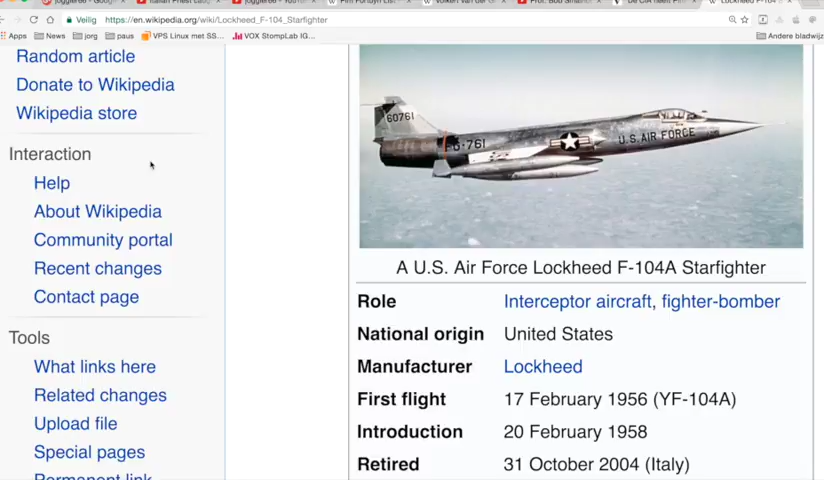 Veilig
https://en.wikipedia.org/wiki/Lockheed_F-104_Starfighter
Apps
News
jorg
paus
VPS Linux met SS...
VOX StompLab IG...
Andere bladwijz
Random article
Donate to Wikipedia
Wikipedia store
Interaction
Help
About Wikipedia
Community portal
Recent changes
Contact page
Tools
What links here
Related changes
Upload file
Special pages
Permanent link
60761
FG-761
U.S. AIR FORCE
A U.S. Air Force Lockheed F-104A Starfighter
Role Interceptor aircraft, fighter-bomber
National origin United States
Manufacturer Lockheed
First flight 17 February 1956 (YF-104A)
Introduction 20 February 1958
Retired 31 October 2004 (Italy)